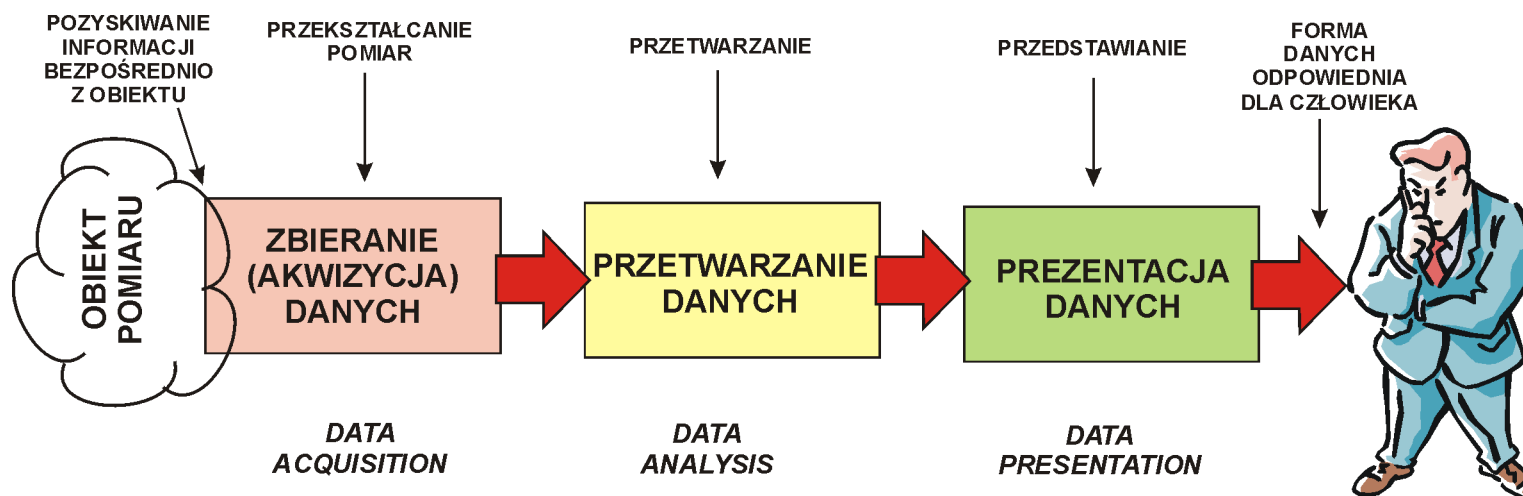 POZYSKIWANIE
INFORMACJI
BEZPOŚREDNIO
Z OBIEKTU
PRZEKSZTAŁCANIE
POMIAR
PRZETWARZANIE
PRZEDSTAWIANIE
FORMA
DANYCH
ODPOWIEDNIA
DLA CZŁOWIEKA
OBIEKT
POMIARU
ZBIERANIE
(AKWIZYCJA)
DANYCH
PRZETWARZANIE
DANYCH
PREZENTACJA
DANYCH
DATA
ACQUISITION
DATA
ANALYSIS
DATA
PRESENTATION